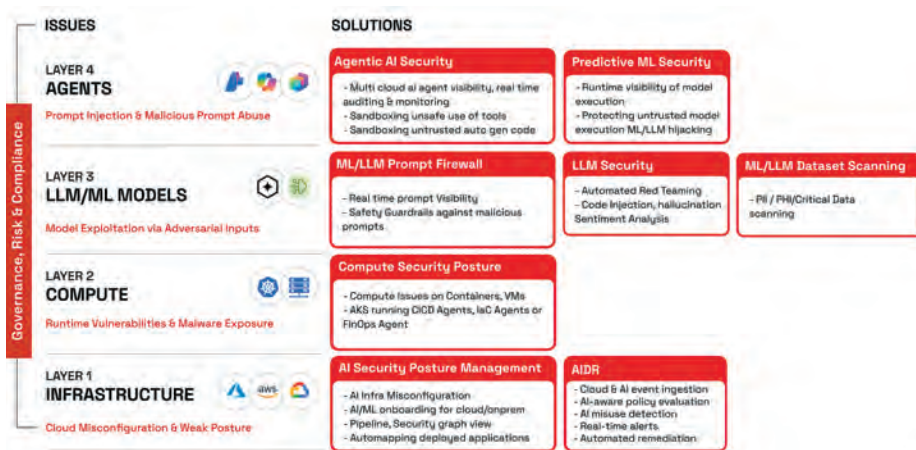 ISSUES
SOLUTIONS
Governance, Risk & Compliance
LAYER 4
AGENTS
Prompt Injection & Malicious Prompt Abuse
Agentic AI Security
- Multi cloud ai agent visibility, real time
auditing & monitoring
- Sandboxing unsafe use of tools
- Sandboxing untrusted auto gen code
Predictive ML Security
- Runtime visibility of model
execution
- Protecting untrusted model
execution ML/LLM hijacking
LAYER 3
LLM/ML MODELS
Model Exploitation via Adversarial Inputs
ML/LLM Prompt Firewall
- Real time prompt Visibility
- Safety Guardrails against malicious
prompts
LLM Security
- Automated Red Teaming
- Code Injection, hallucination
Sentiment Analysis
ML/LLM Dataset Scanning
- PII / PHI/Critical Data
scanning
LAYER 2
COMPUTE
Runtime Vulnerabilities & Malware Exposure
Compute Security Posture
- Compute Issues on Containers, VMs
- AKS running CICD Agents, IaC Agents or
FinOps Agent
LAYER 1
INFRASTRUCTURE
aws
Cloud Misconfiguration & Weak Posture
AI Security Posture Management
- AI Infra Misconfiguration
- AI/ML onboarding for cloud/onprem
- Pipeline, Security graph view
- Automapping deployed applications
AIDR
- Cloud & AI event ingestion
- AI-aware policy evaluation
- AI misuse detection
- Real-time alerts
- Automated remediation